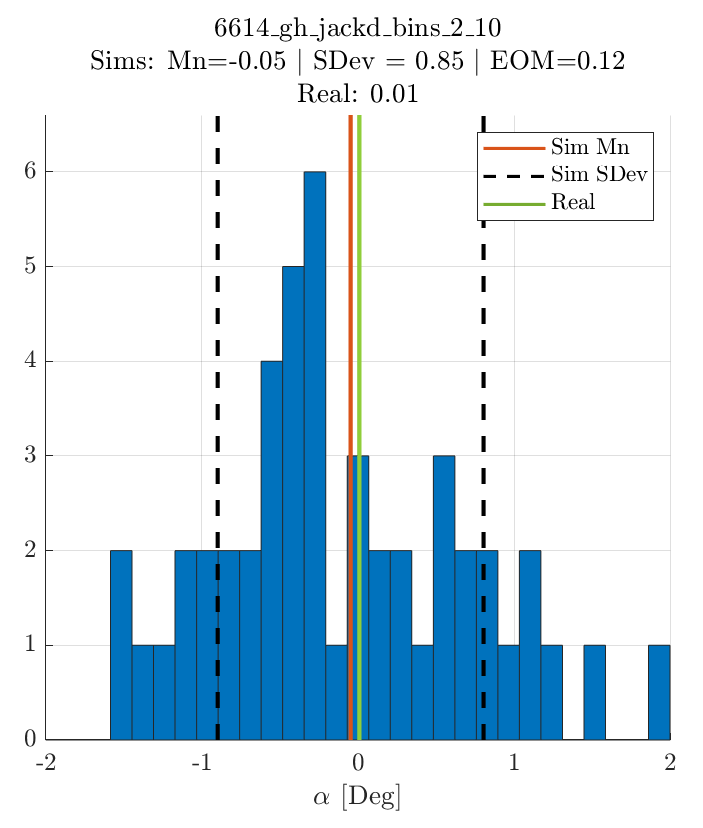 6614_gh_jackd_bins_2_10
Sims: Mn=-0.05 | SDev = 0.85 | EOM=0.12
Real: 0.01
Sim Mn
Sim SDev
Real
6
5
4
3
2
1
0
-2 -1 0 1 2
α [Deg]